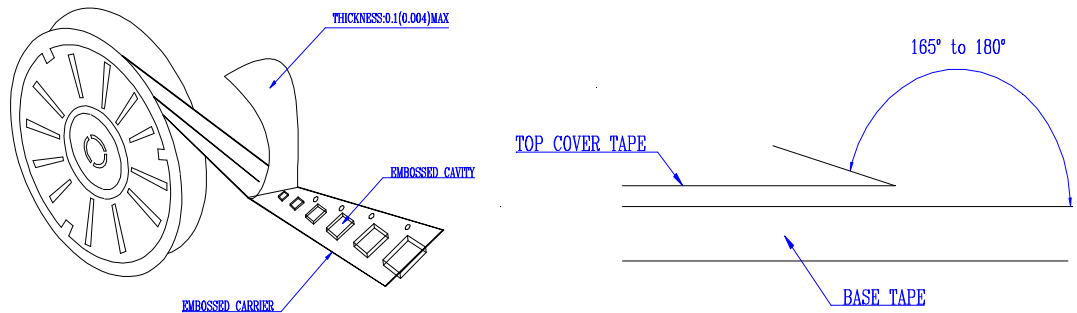 THICKNESS:0.1(0.004)MAX
EMBOSSED CAVITY
EMBOSSED CARRIER
165° to 180°
TOP COVER TAPE
BASE TAPE